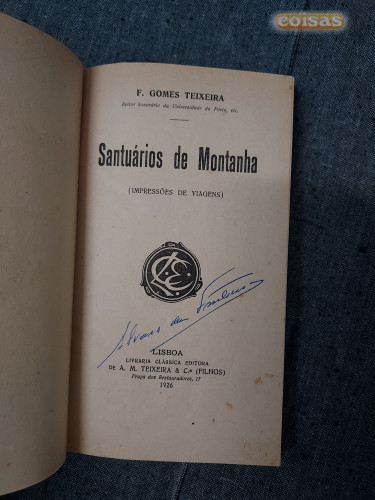 coisas
F. GOMES TEIXEIRA
Reitor honorário da Universidade do Porto, etc.
Santuários de Montanha
(IMPRESSÕES DE VIAGENS)
LISBOA
LIVRARIA CLÁSSICA EDITORA
DE A. M. TEIXEIRA & C.ª (FILHOS)
Praça dos Restauradores, 17
1926